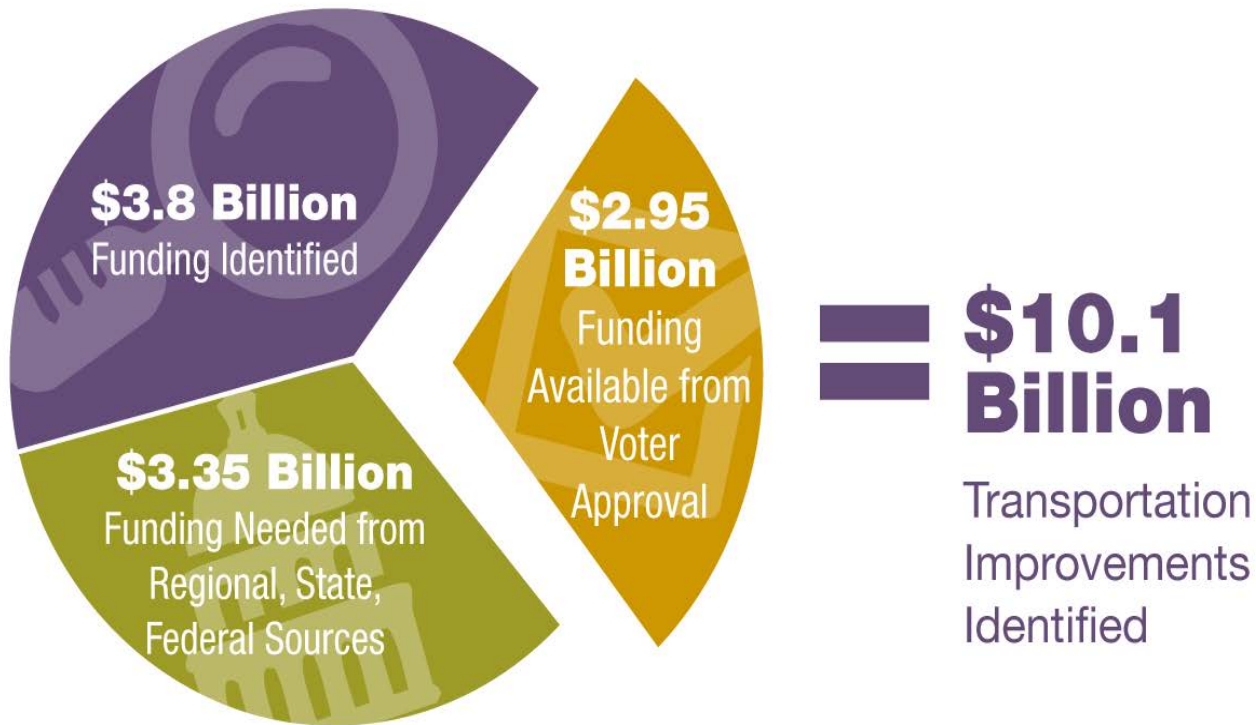 $3.8 Billion
Funding Identified
$2.95
Billion
Funding
Available from
Voter
Approval
$3.35 Billion
Funding Needed from
Regional, State,
Federal Sources
=
$10.1
Billion
Transportation
Improvements
Identified